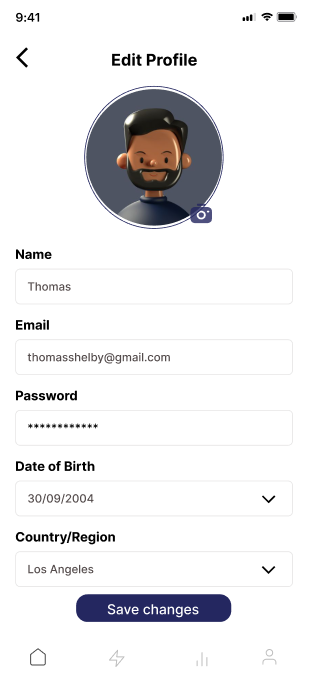 9:41
Edit Profile
Name
Thomas
Email
thomasshelby@gmail.com
Password
************
Date of Birth
30/09/2004
Country/Region
Los Angeles
Save changes